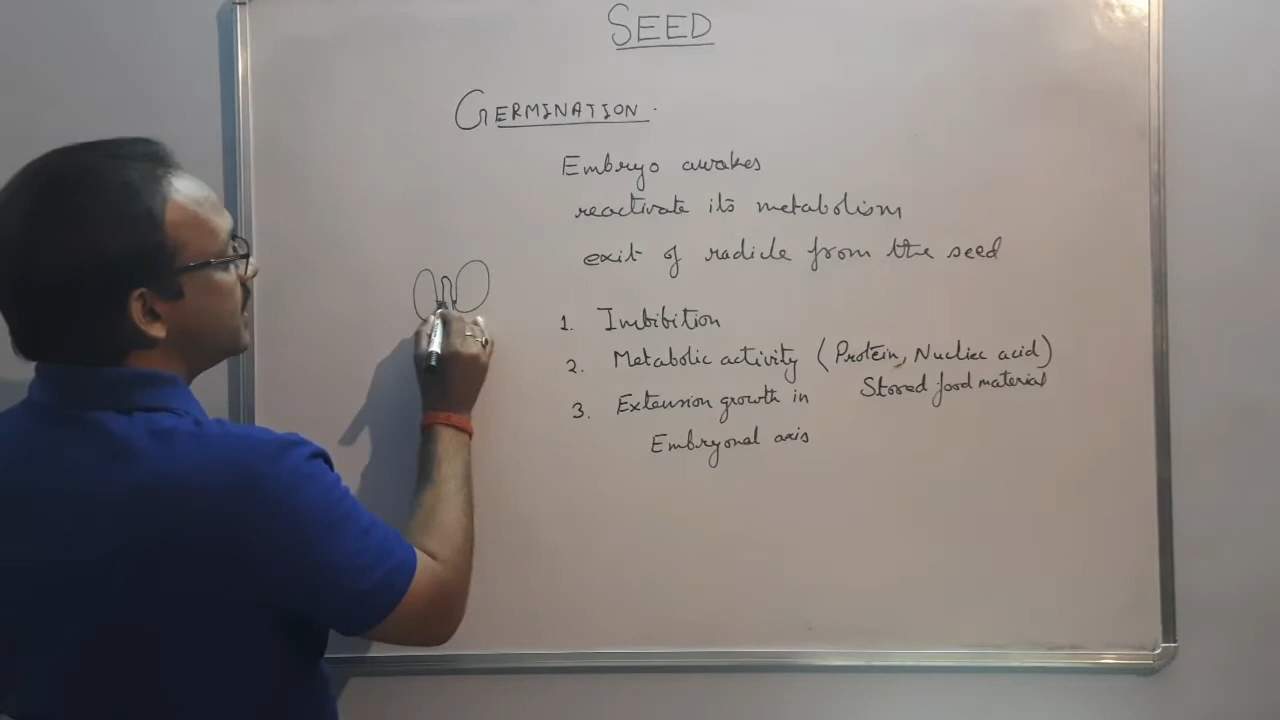 SEED
GERMINATION.
Embryo awakes
reactivate its metabolism
exit of radicle from the seed
1. Imbibition
2. Metabolic activity (Protein, Nucliec acid)
Stored food material
3. Extension growth in
Embryonal axis